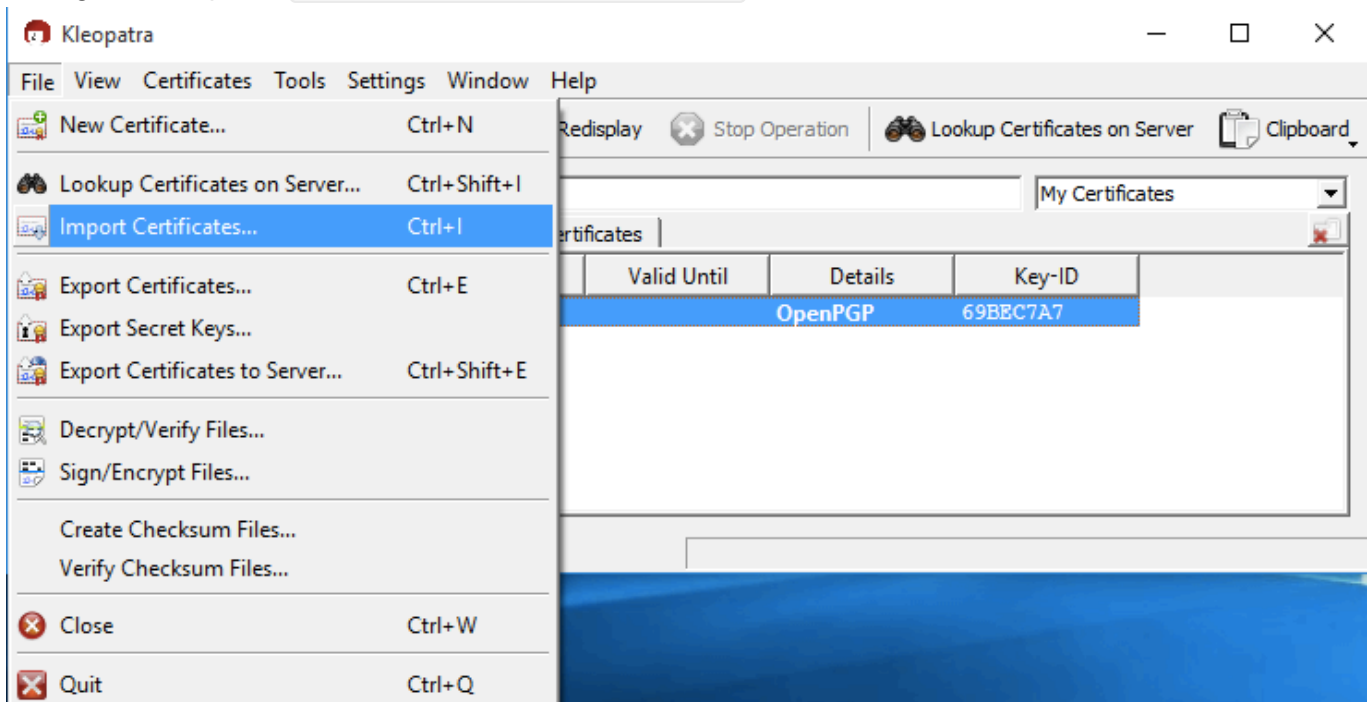 Kleopatra
File View Certificates Tools Settings Window Help
New Certificate... Ctrl+N
Redisplay Stop Operation Lookup Certificates on Server Clipboard
Lookup Certificates on Server... Ctrl+Shift+I
My Certificates
Import Certificates... Ctrl+I
Valid Until Details Key-ID
Export Certificates... Ctrl+E
OpenPGP 69BEC7A7
Export Secret Keys...
Export Certificates to Server... Ctrl+Shift+E
Decrypt/Verify Files...
Sign/Encrypt Files...
Create Checksum Files...
Verify Checksum Files...
Close Ctrl+W
Quit Ctrl+Q